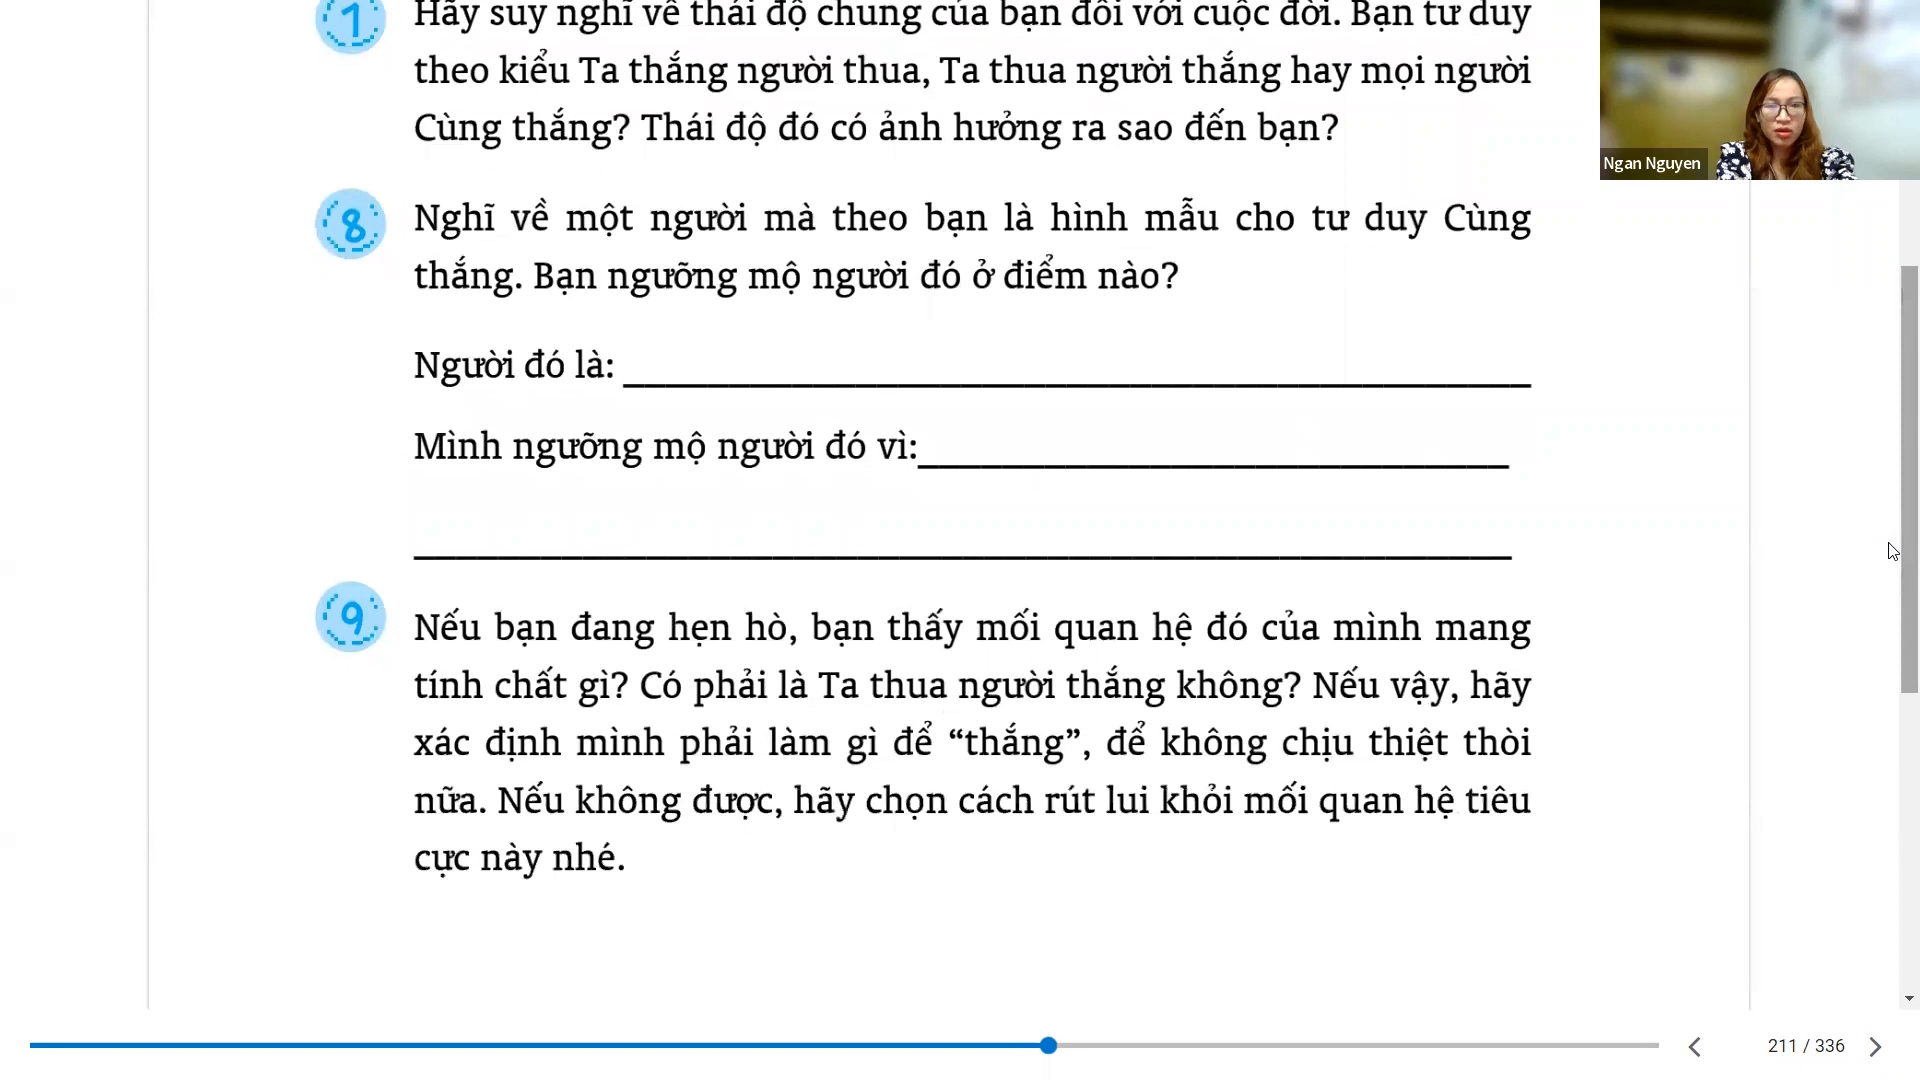 7
Hãy suy nghĩ về thái độ chung của bạn đối với cuộc đời. Bạn tư duy
theo kiểu Ta thắng người thua, Ta thua người thắng hay mọi người
Cùng thắng? Thái độ đó có ảnh hưởng ra sao đến bạn?
Ngan Nguyen
8
Nghĩ về một người mà theo bạn là hình mẫu cho tư duy Cùng
thắng. Bạn ngưỡng mộ người đó ở điểm nào?
Người đó là:
Mình ngưỡng mộ người đó vì:
9
Nếu bạn đang hẹn hò, bạn thấy mối quan hệ đó của mình mang
tính chất gì? Có phải là Ta thua người thắng không? Nếu vậy, hãy
xác định mình phải làm gì để “thắng”, để không chịu thiệt thòi
nữa. Nếu không được, hãy chọn cách rút lui khỏi mối quan hệ tiêu
cực này nhé.
211 / 336